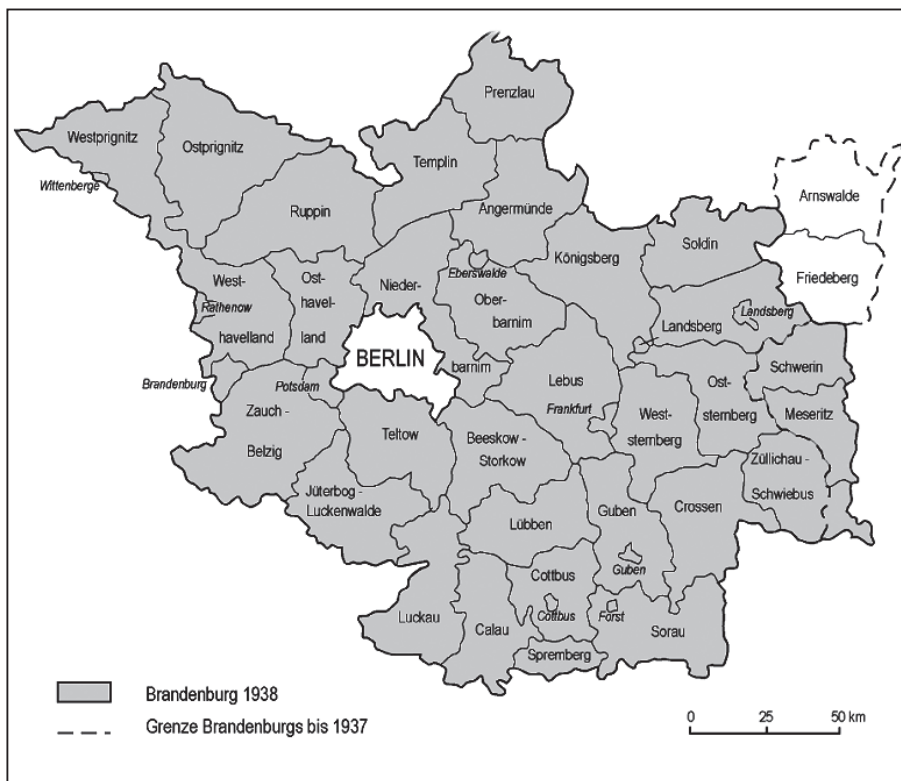 Prenzlau
Westprignitz
Ostprignitz
Templin
Wittenberge
Arnswalde
Ruppin
Angermünde
Soldin
Königsberg
Friedeberg
West-
havelland
Rathenow
Ost-
havel-
land
Nieder-
barnim
Eberswalde
Ober-
barnim
Landsberg
Landsberg
BERLIN
Schwerin
Brandenburg
Potsdam
Lebus
Frankfurt
Ost-
sternberg
West-
sternberg
Meseritz
Zauch -
Belzig
Teltow
Beeskow -
Storkow
Züllichau -
Schwiebus
Jüterbog -
Luckenwalde
Lübben
Guben
Crossen
Guben
Cottbus
Cottbus
Forst
Luckau
Calau
Sorau
Spremberg
Brandenburg 1938
Grenze Brandenburgs bis 1937
0 25 50 km